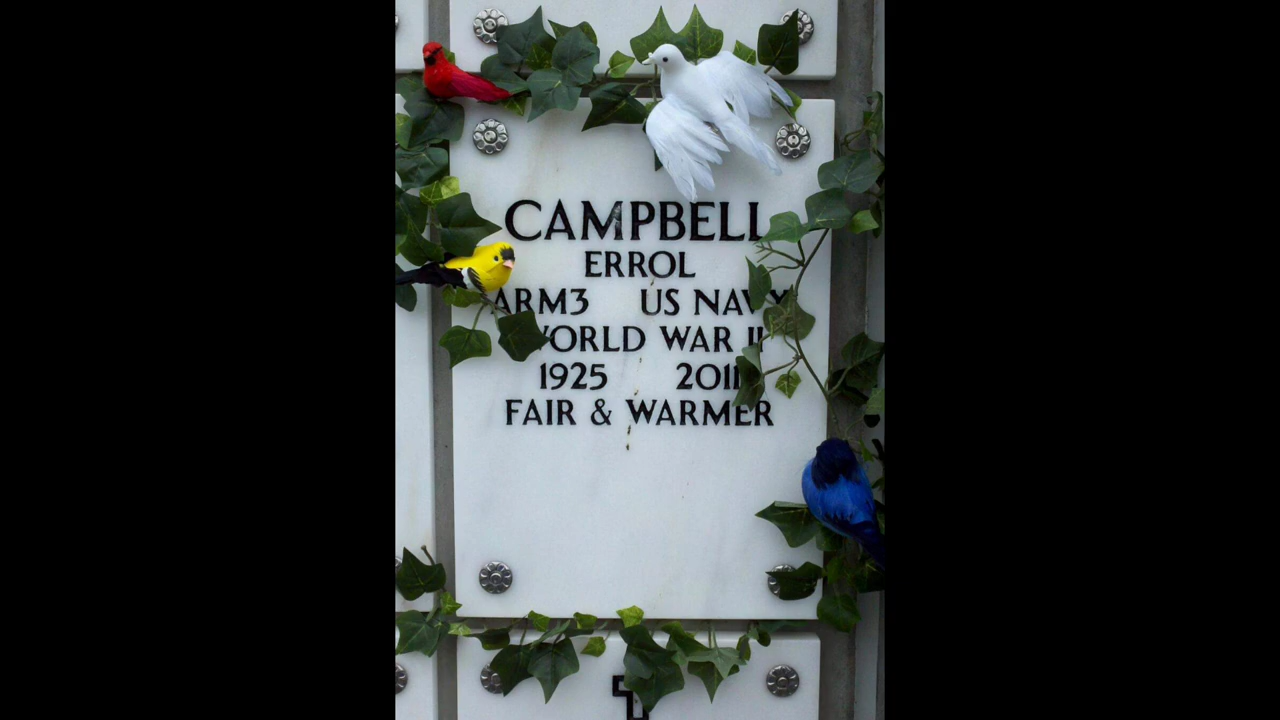 CAMPBELL
ERROL
ARM3 US NAVY
WORLD WAR II
1925 2011
FAIR & WARMER